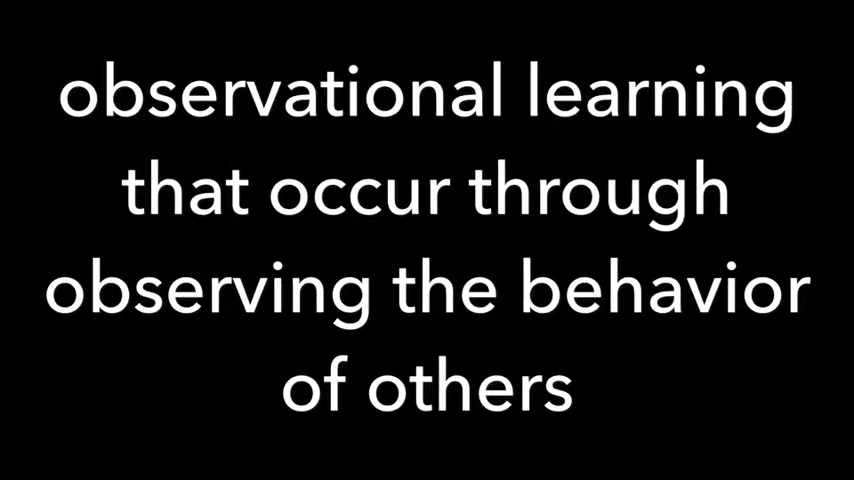 observational learning
that occur through
observing the behavior
of others